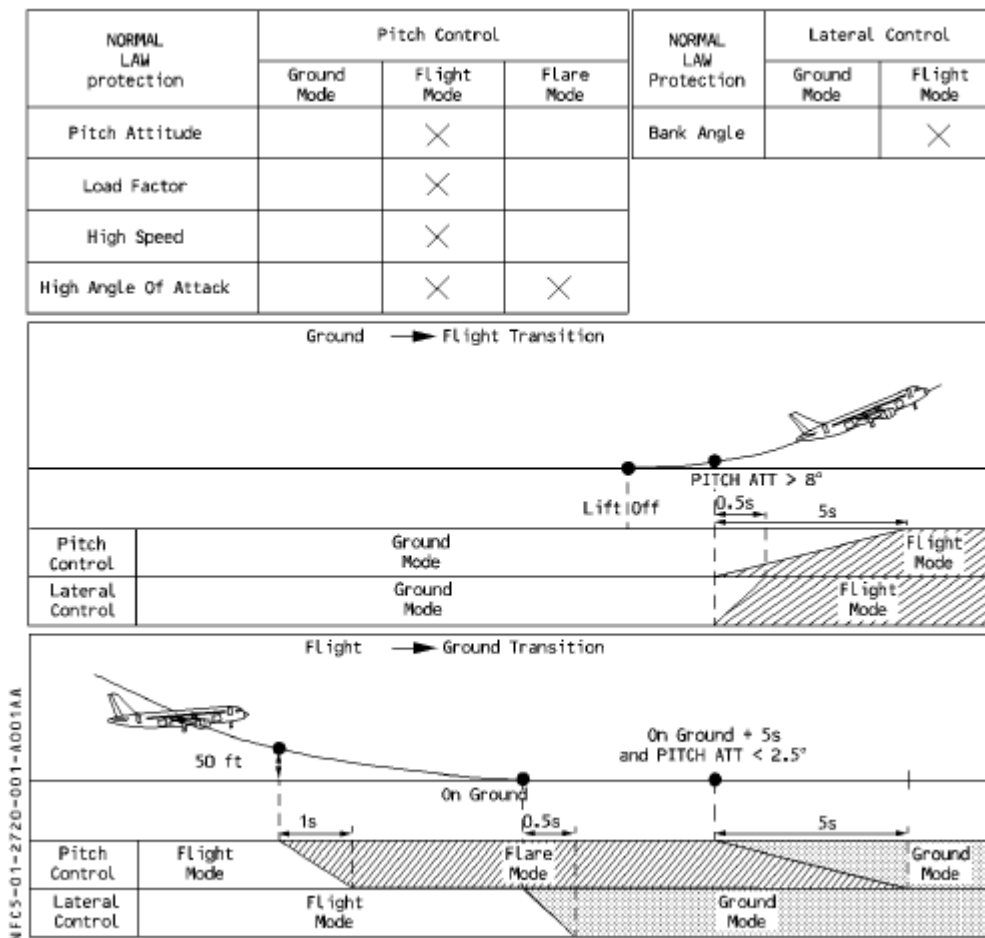 NORMAL
LAW
protection
Pitch Control
Ground
Mode
Flight
Mode
Flare
Mode
Pitch Attitude
Load Factor
High Speed
High Angle Of Attack
NORMAL
LAW
Protection
Lateral Control
Ground
Mode
Flight
Mode
Bank Angle
Ground → Flight Transition
PITCH ATT > 8°
Lift Off
0.5s
5s
Pitch
Control
Ground
Mode
Flight
Mode
Lateral
Control
Ground
Mode
Flight
Mode
Flight → Ground Transition
50 ft
On Ground
On Ground + 5s
and PITCH ATT < 2.5°
1s
0.5s
5s
Pitch
Control
Flight
Mode
Flare
Mode
Ground
Mode
Lateral
Control
Flight
Mode
Ground
Mode
NFC5-01-2720-001-A001AA